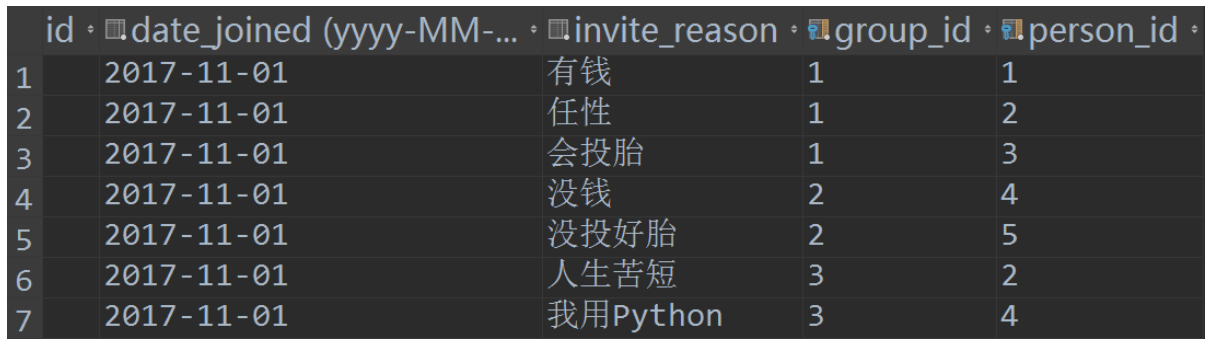 id date_joined (yyyy-MM-... invite_reason group_id person_id
1 2017-11-01 有钱 1 1
2 2017-11-01 任性 1 2
3 2017-11-01 会投胎 1 3
4 2017-11-01 没钱 2 4
5 2017-11-01 没投好胎 2 5
6 2017-11-01 人生苦短 3 2
7 2017-11-01 我用Python 3 4